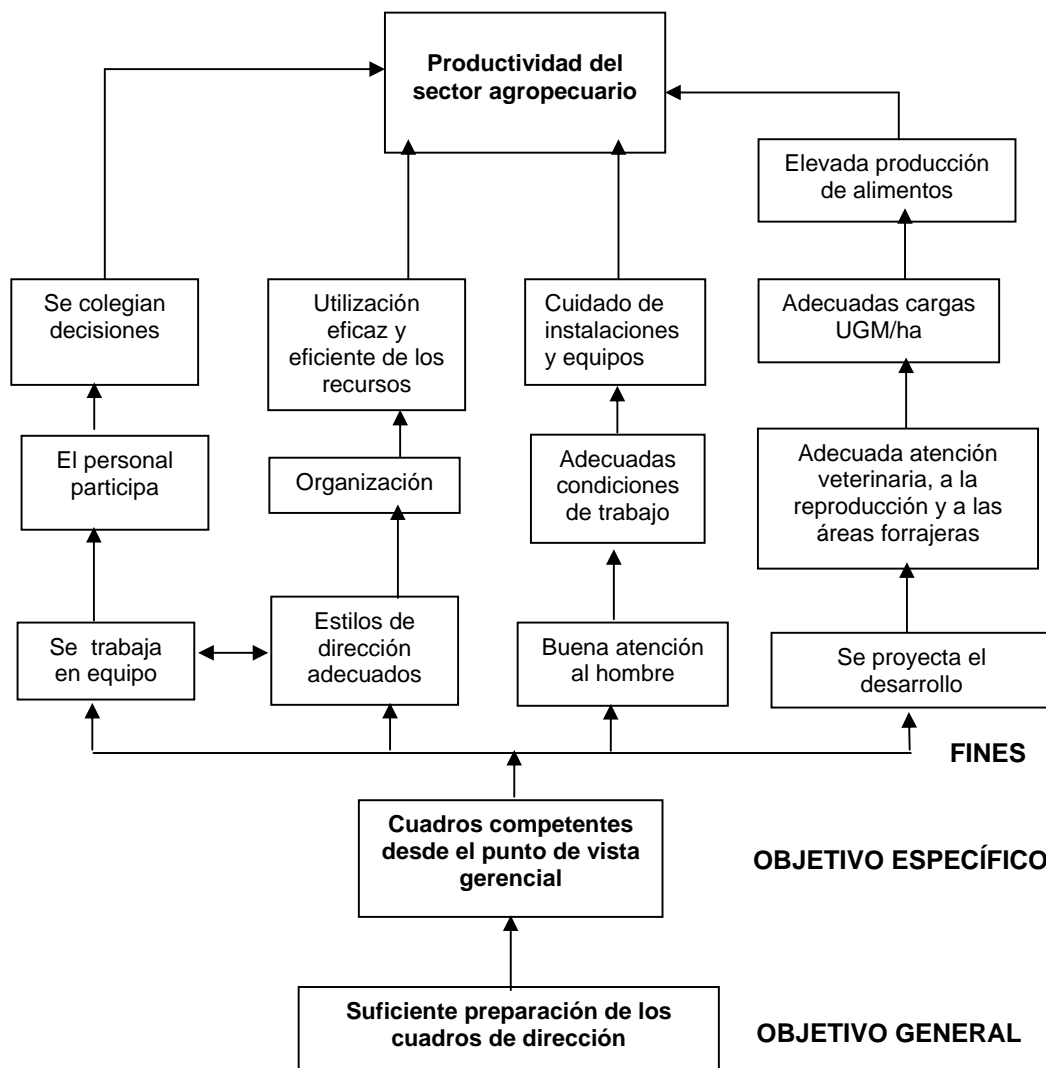 Productividad del
sector agropecuario
Elevada producción
de alimentos
Se colegian
decisiones
Utilización
eficaz y
eficiente de los
recursos
Cuidado de
instalaciones
y equipos
Adecuadas cargas
UGM/ha
El personal
participa
Organización
Adecuadas
condiciones
de trabajo
Adecuada atención
veterinaria, a la
reproducción y a las
áreas forrajeras
Se trabaja
en equipo
Estilos de
dirección
adecuados
Buena atención
al hombre
Se proyecta el
desarrollo
FINES
Cuadros competentes
desde el punto de vista
gerencial
OBJETIVO ESPECÍFICO
Suficiente preparación de los
cuadros de dirección
OBJETIVO GENERAL